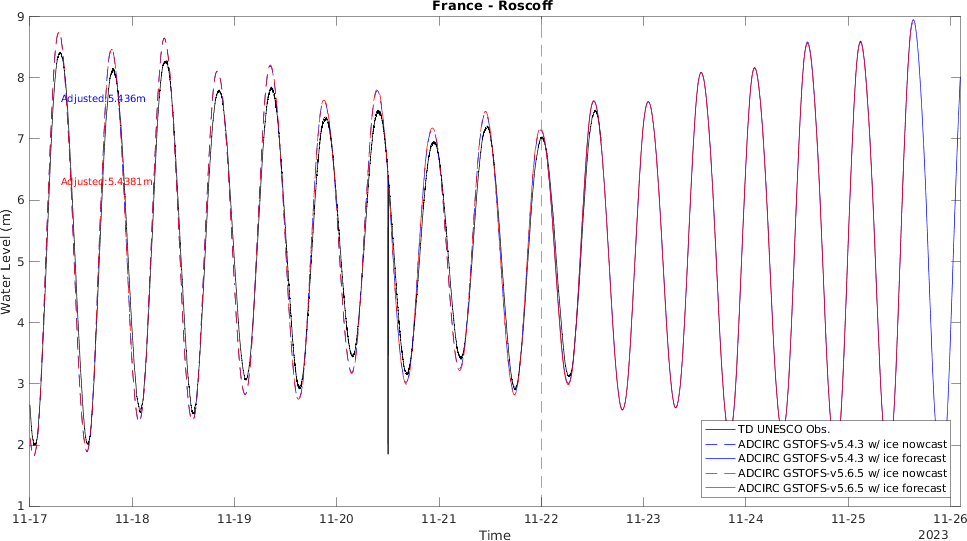 France - Roscoff
9
8
7
6
5
4
3
2
1
Water Level (m)
Adjusted:5.436m
Adjusted:5.4381m
TD UNESCO Obs.
ADCIRC GSTOFS-v5.4.3 w/ ice nowcast
ADCIRC GSTOFS-v5.4.3 w/ ice forecast
ADCIRC GSTOFS-v5.6.5 w/ ice nowcast
ADCIRC GSTOFS-v5.6.5 w/ ice forecast
11-17 11-18 11-19 11-20 11-21 11-22 11-23 11-24 11-25 11-26
Time
2023